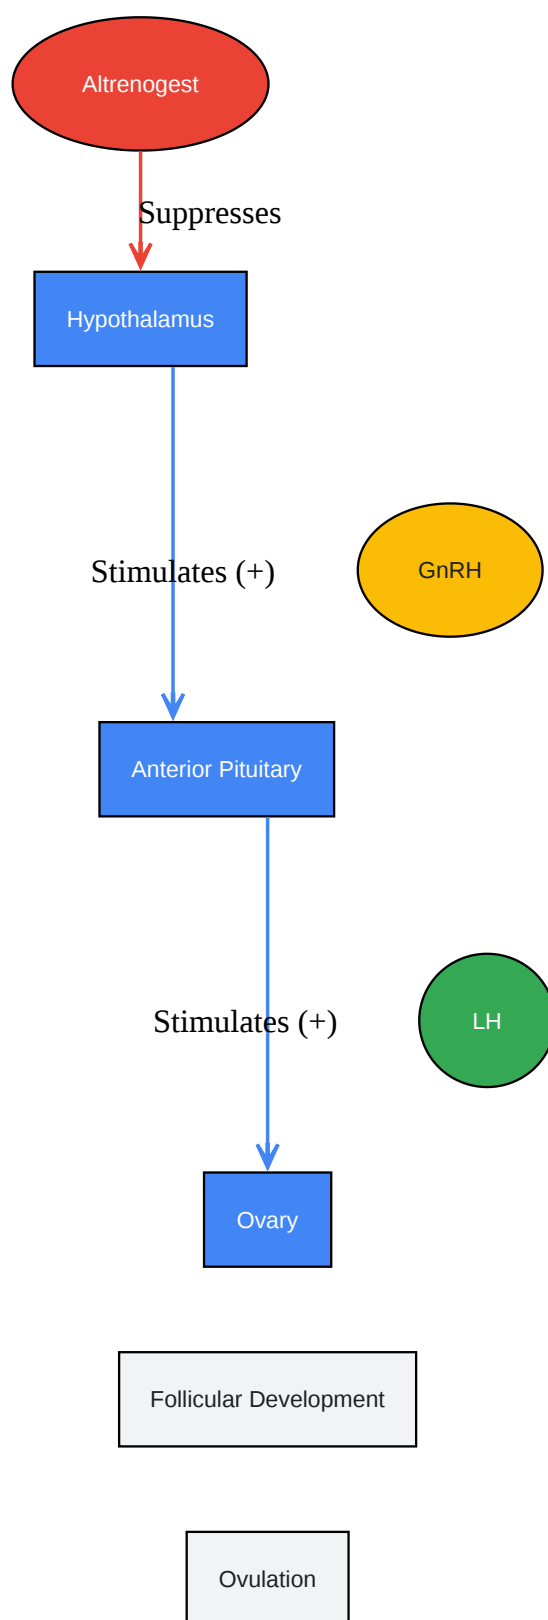 Altrenogest
Suppresses
Hypothalamus
Stimulates (+)
GnRH
Anterior Pituitary
Stimulates (+)
LH
Ovary
Follicular Development
Ovulation